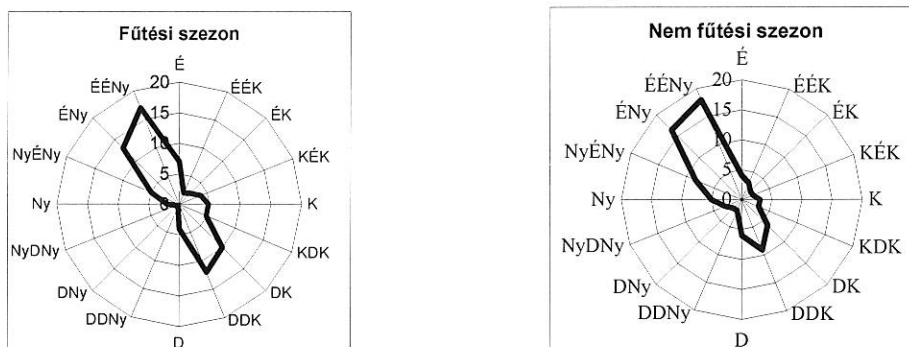 Fűtési szezon
É
ÉÉNy
20
ÉÉK
ÉNy
15
ÉK
NyÉNy
10
KÉK
5
Ny
0
K
NyDNy
KDK
DNy
DK
DDNy
DDK
D
Nem fűtési szezon
É
ÉÉNy
20
ÉÉK
ÉNy
15
ÉK
NyÉNy
10
KÉK
5
Ny
0
K
NyDNy
KDK
DNy
DK
DDNy
DDK
D